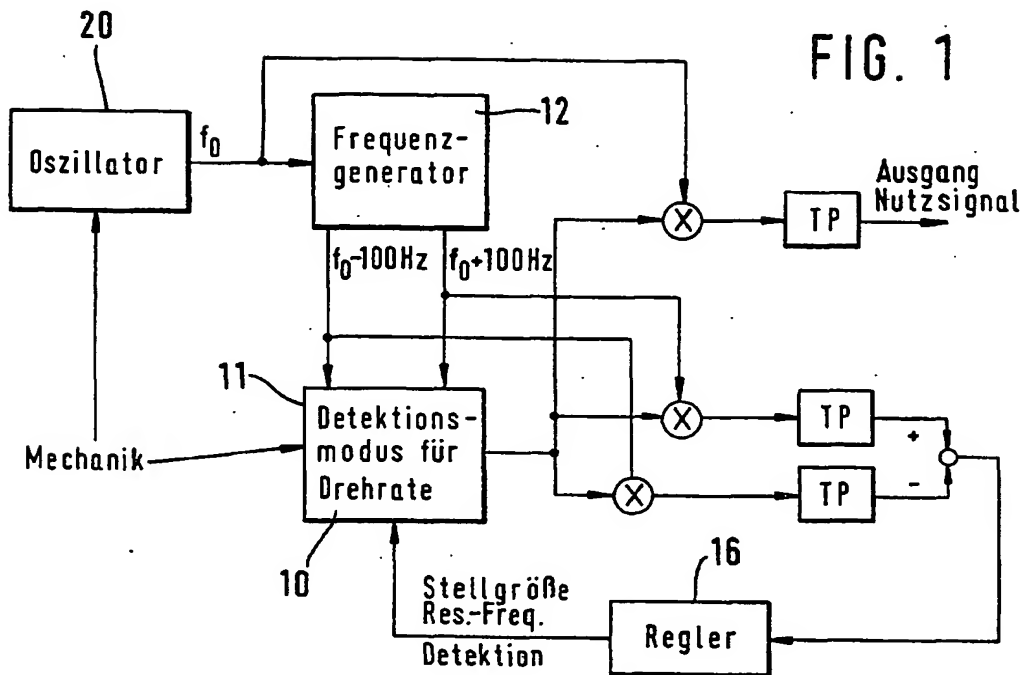 FIG. 1
20
Oszillator
f0
12
Frequenz-
generator
X
TP
Ausgang
Nutzsignal
f0-100Hz
f0+100Hz
11
Detektions-
modus für
Drehrate
10
Mechanik
X
TP
+
X
TP
-
Stellgröße
Res.-Freq.
Detektion
16
Regler